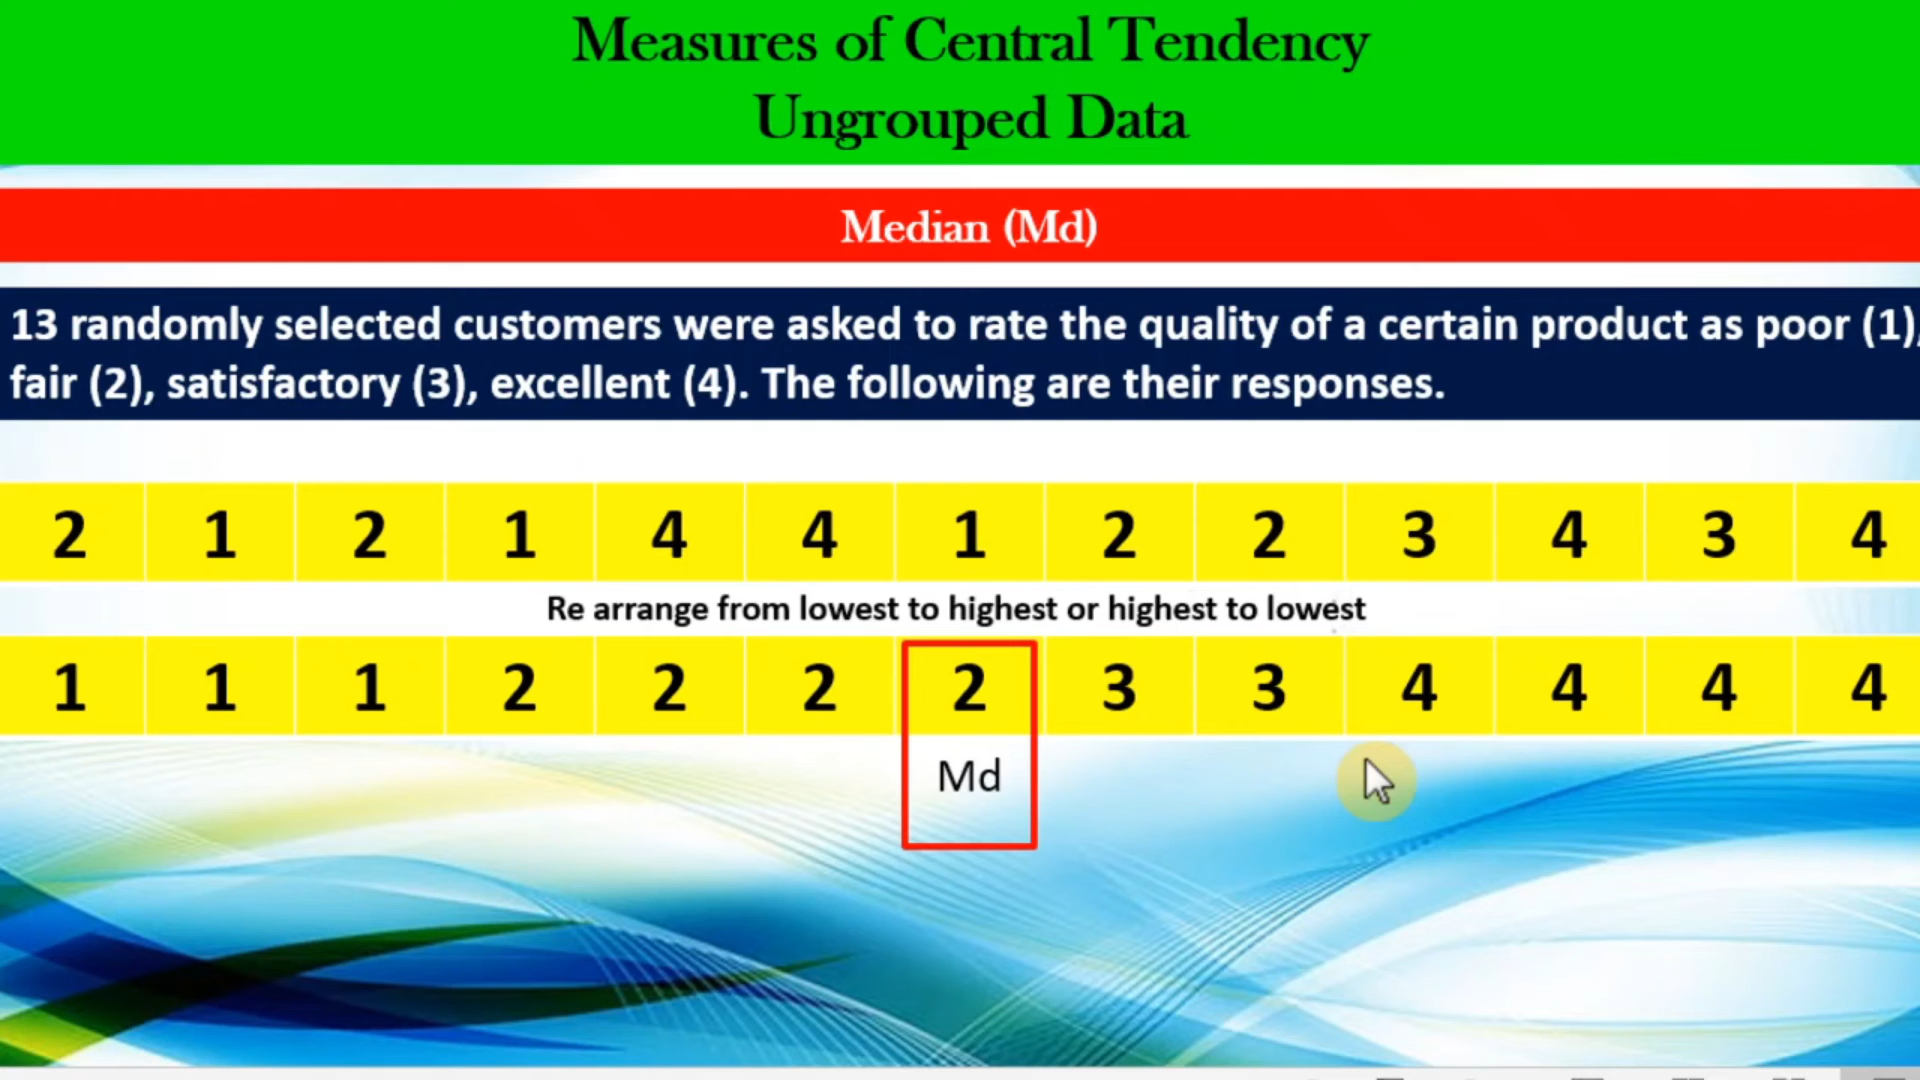 Measures of Central Tendency
Ungrouped Data
Median (Md)
13 randomly selected customers were asked to rate the quality of a certain product as poor (1),
fair (2), satisfactory (3), excellent (4). The following are their responses.
2 1 2 1 4 4 1 2 2 3 4 3 4
Re arrange from lowest to highest or highest to lowest
1 1 1 2 2 2 2 3 3 4 4 4 4
Md